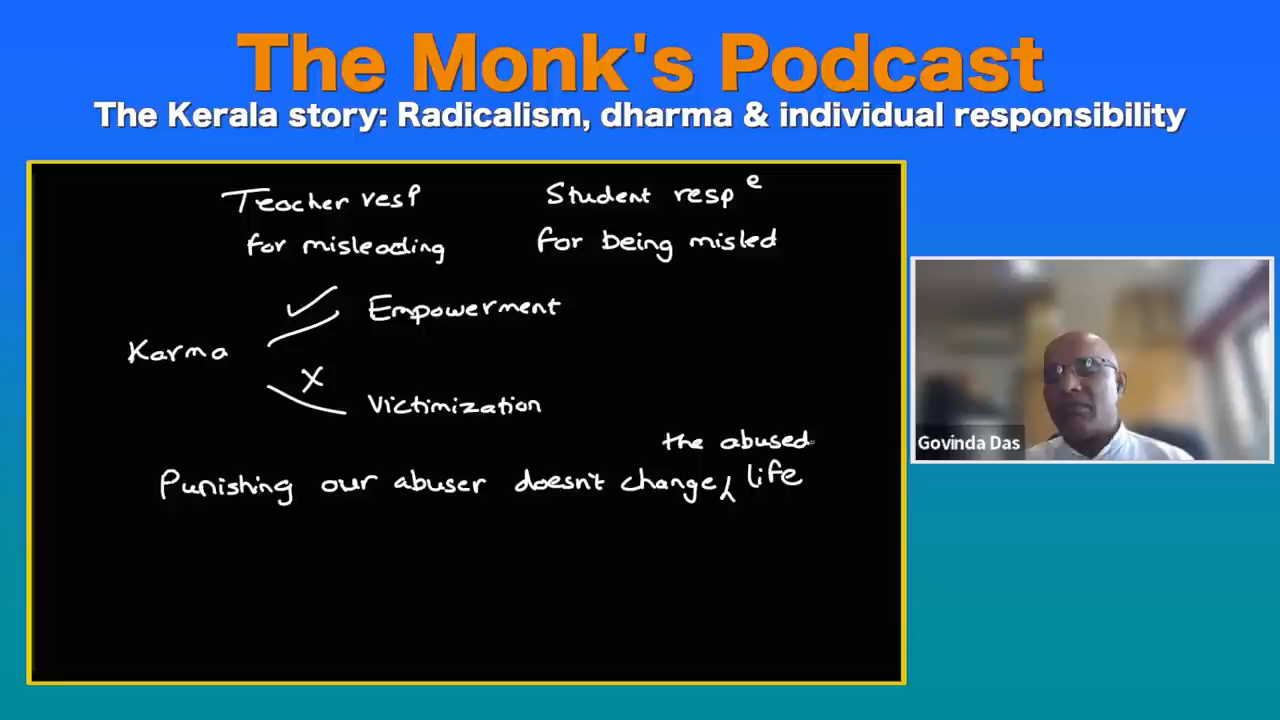 The Monk's Podcast
The Kerala story: Radicalism, dharma & individual responsibility
Teacher resp
for misleading
Student resp e
for being misled
✓ Empowerment
Karma
X
Victimization
the abused
Punishing our abuser doesn't change life
Govinda Das